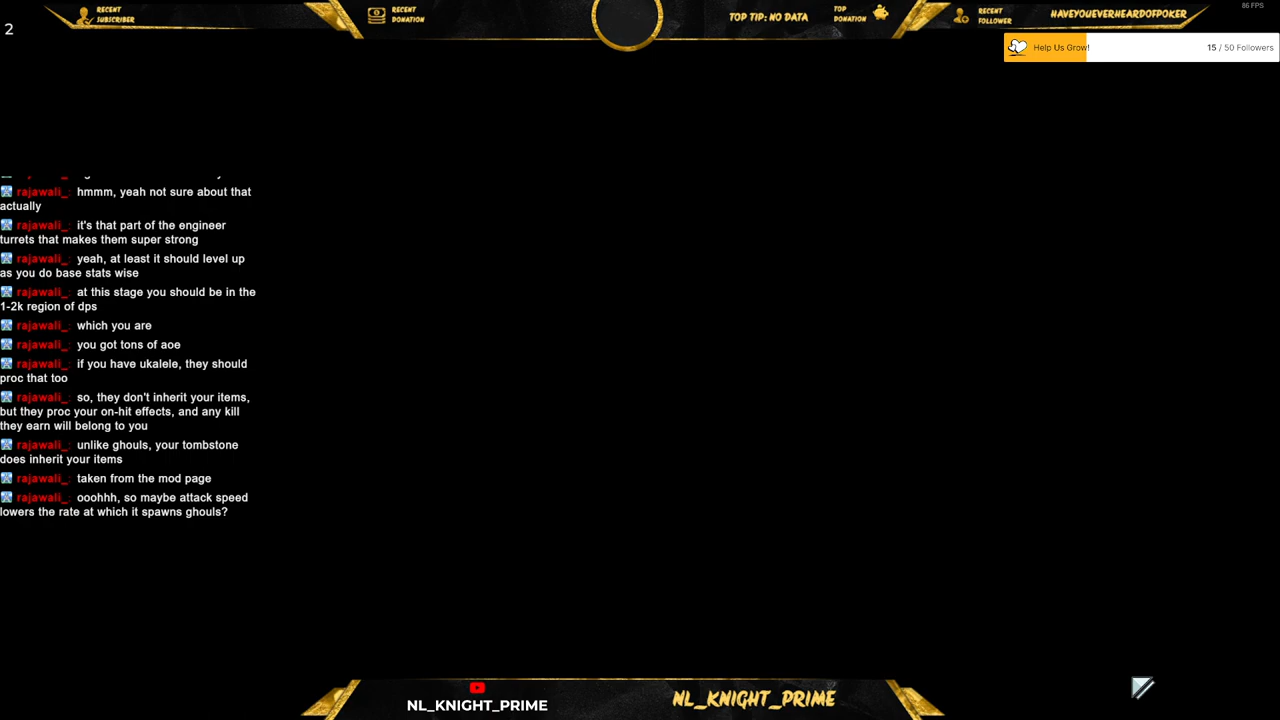 RECENT
SUBSCRIBER
RECENT
DONATION
TOP TIP: NO DATA
TOP
DONATION
RECENT
FOLLOWER
HAVEYOUEVERHEARDOFPOKER
86 FPS
2
Help Us Grow!
15 / 50 Followers
rajawali_: hmmm, yeah not sure about that
actually
rajawali_: it's that part of the engineer
turrets that makes them super strong
rajawali_: yeah, at least it should level up
as you do base stats wise
rajawali_: at this stage you should be in the
1-2k region of dps
rajawali_: which you are
rajawali_: you got tons of aoe
rajawali_: if you have ukalele, they should
proc that too
rajawali_: so, they don't inherit your items,
but they proc your on-hit effects, and any kill
they earn will belong to you
rajawali_: unlike ghouls, your tombstone
does inherit your items
rajawali_: taken from the mod page
rajawali_: ooohhh, so maybe attack speed
lowers the rate at which it spawns ghouls?
NL_KNIGHT_PRIME
NL_KNIGHT_PRIME